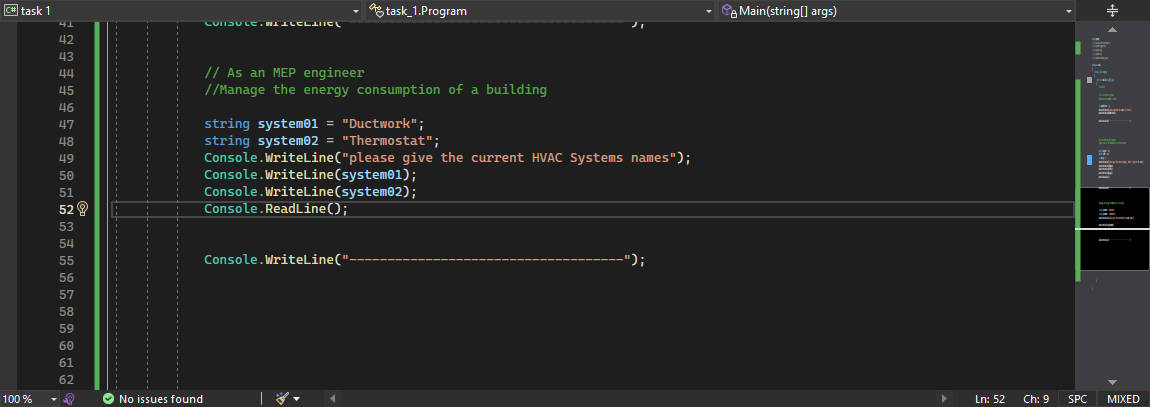 C# task 1
task_1.Program
Main(string[] args)
41 Console.WriteLine("------------------------------------");
42
43
44 // As an MEP engineer
45 //Manage the energy consumption of a building
46
47 string system01 = "Ductwork";
48 string system02 = "Thermostat";
49 Console.WriteLine("please give the current HVAC Systems names");
50 Console.WriteLine(system01);
51 Console.WriteLine(system02);
52 Console.ReadLine();
53
54
55 Console.WriteLine("------------------------------------");
56
57
58
59
60
61
62
100 % No issues found Ln: 52 Ch: 9 SPC MIXED